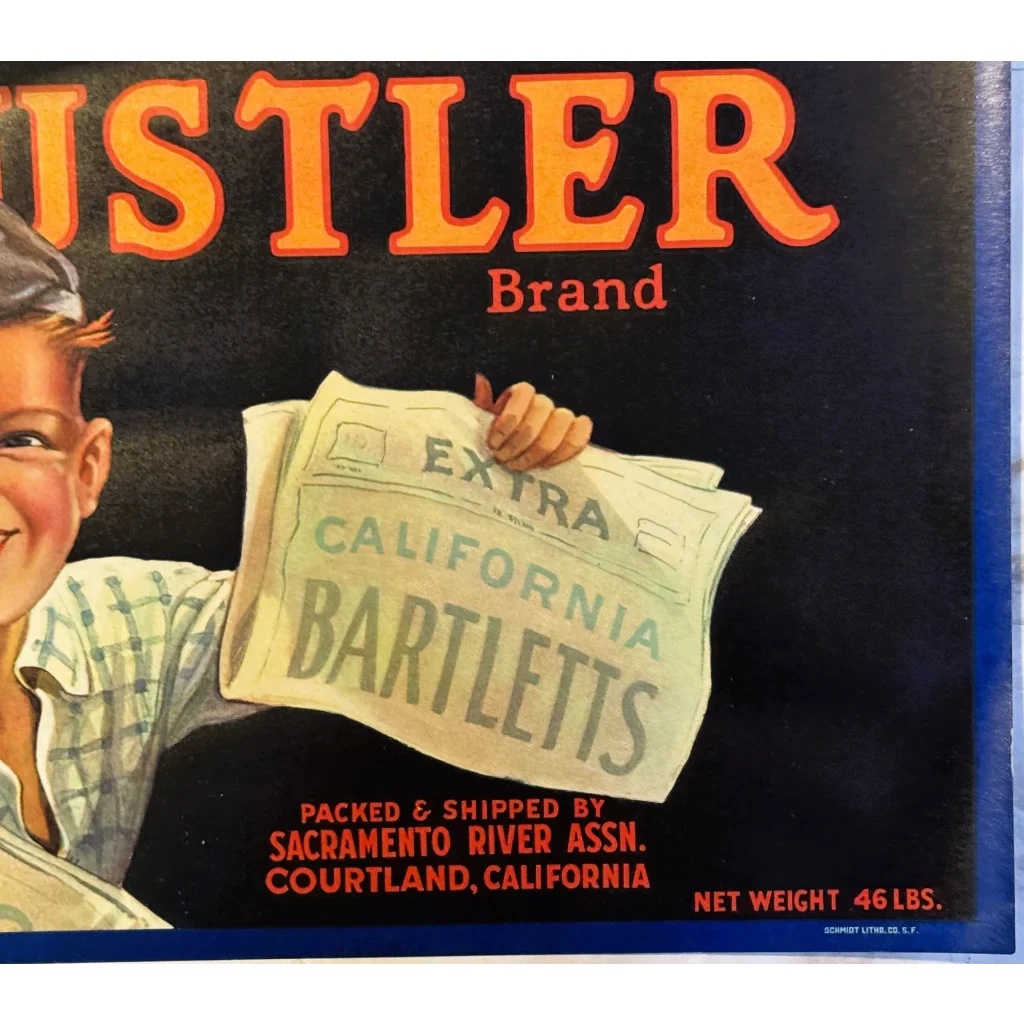 USTLER
Brand
EXTRA
CALIFORNIA
BARTLETTS
PACKED & SHIPPED BY
SACRAMENTO RIVER ASSN.
COURTLAND, CALIFORNIA
NET WEIGHT 46 LBS.
SCHMIDT LITHO. CO. S. F.